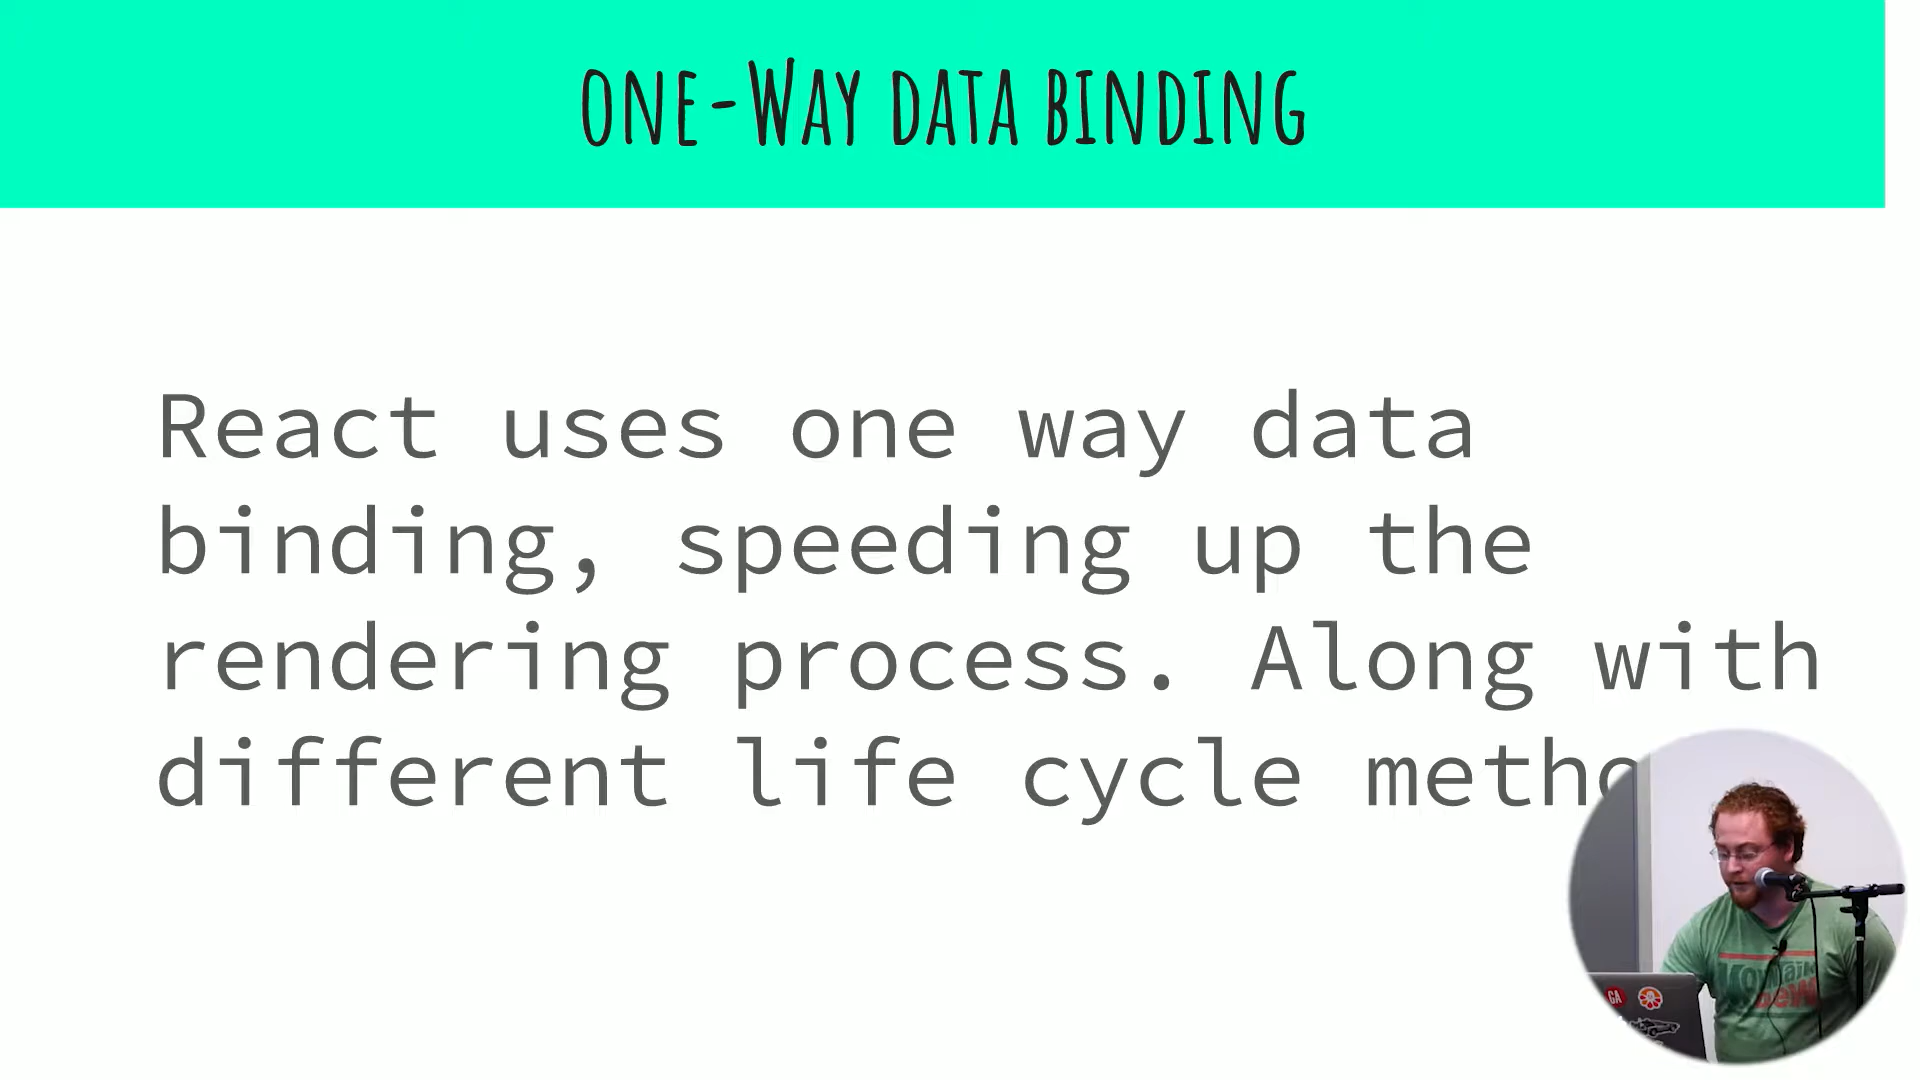 ONE-WAY DATA BINDING
React uses one way data
binding, speeding up the
rendering process. Along with
different life cycle
GA